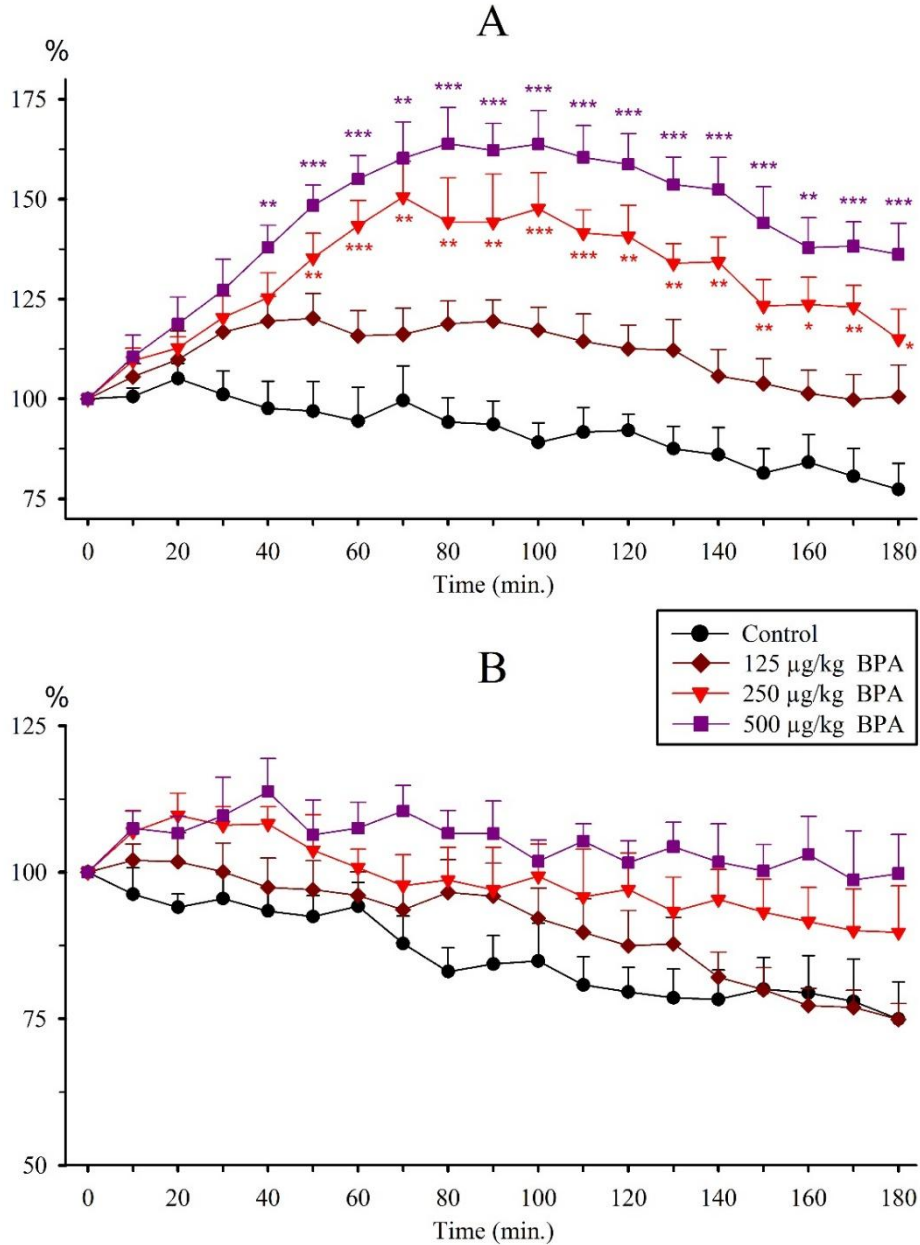 A
%
*** *** *** *** *** ***
** *** *** *** ***
*** *** **
** *** ***
175
150
125
100
75
** *** ** ** ** *** *** ** ** ** ** * ** *
0 20 40 60 80 100 120 140 160 180
Time (min.)
Control
125 µg/kg BPA
250 µg/kg BPA
500 µg/kg BPA
B
%
125
100
75
50
0 20 40 60 80 100 120 140 160 180
Time (min.)